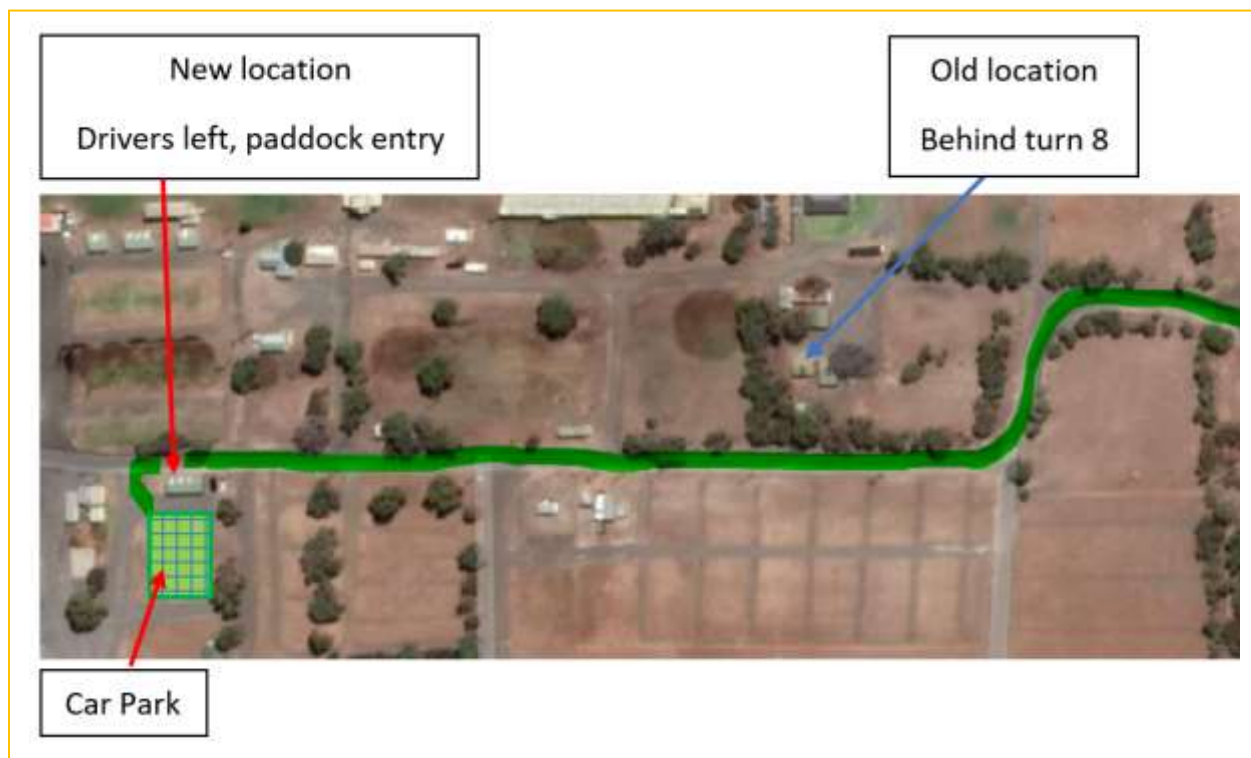 New location
Drivers left, paddock entry
Old location
Behind turn 8
Car Park